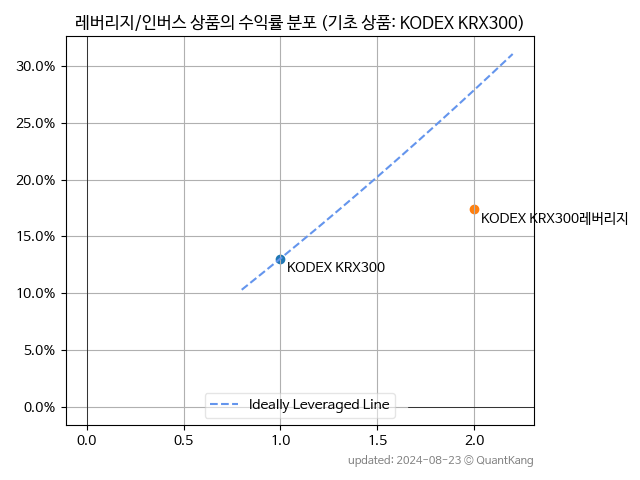 레버리지/인버스 상품의 수익률 분포 (기초 상품: KODEX KRX300)
30.0%
25.0%
20.0%
15.0%
10.0%
5.0%
0.0%
KODEX KRX300레버리지
KODEX KRX300
Ideally Leveraged Line
0.0 0.5 1.0 1.5 2.0
updated: 2024-08-23 © QuantKang